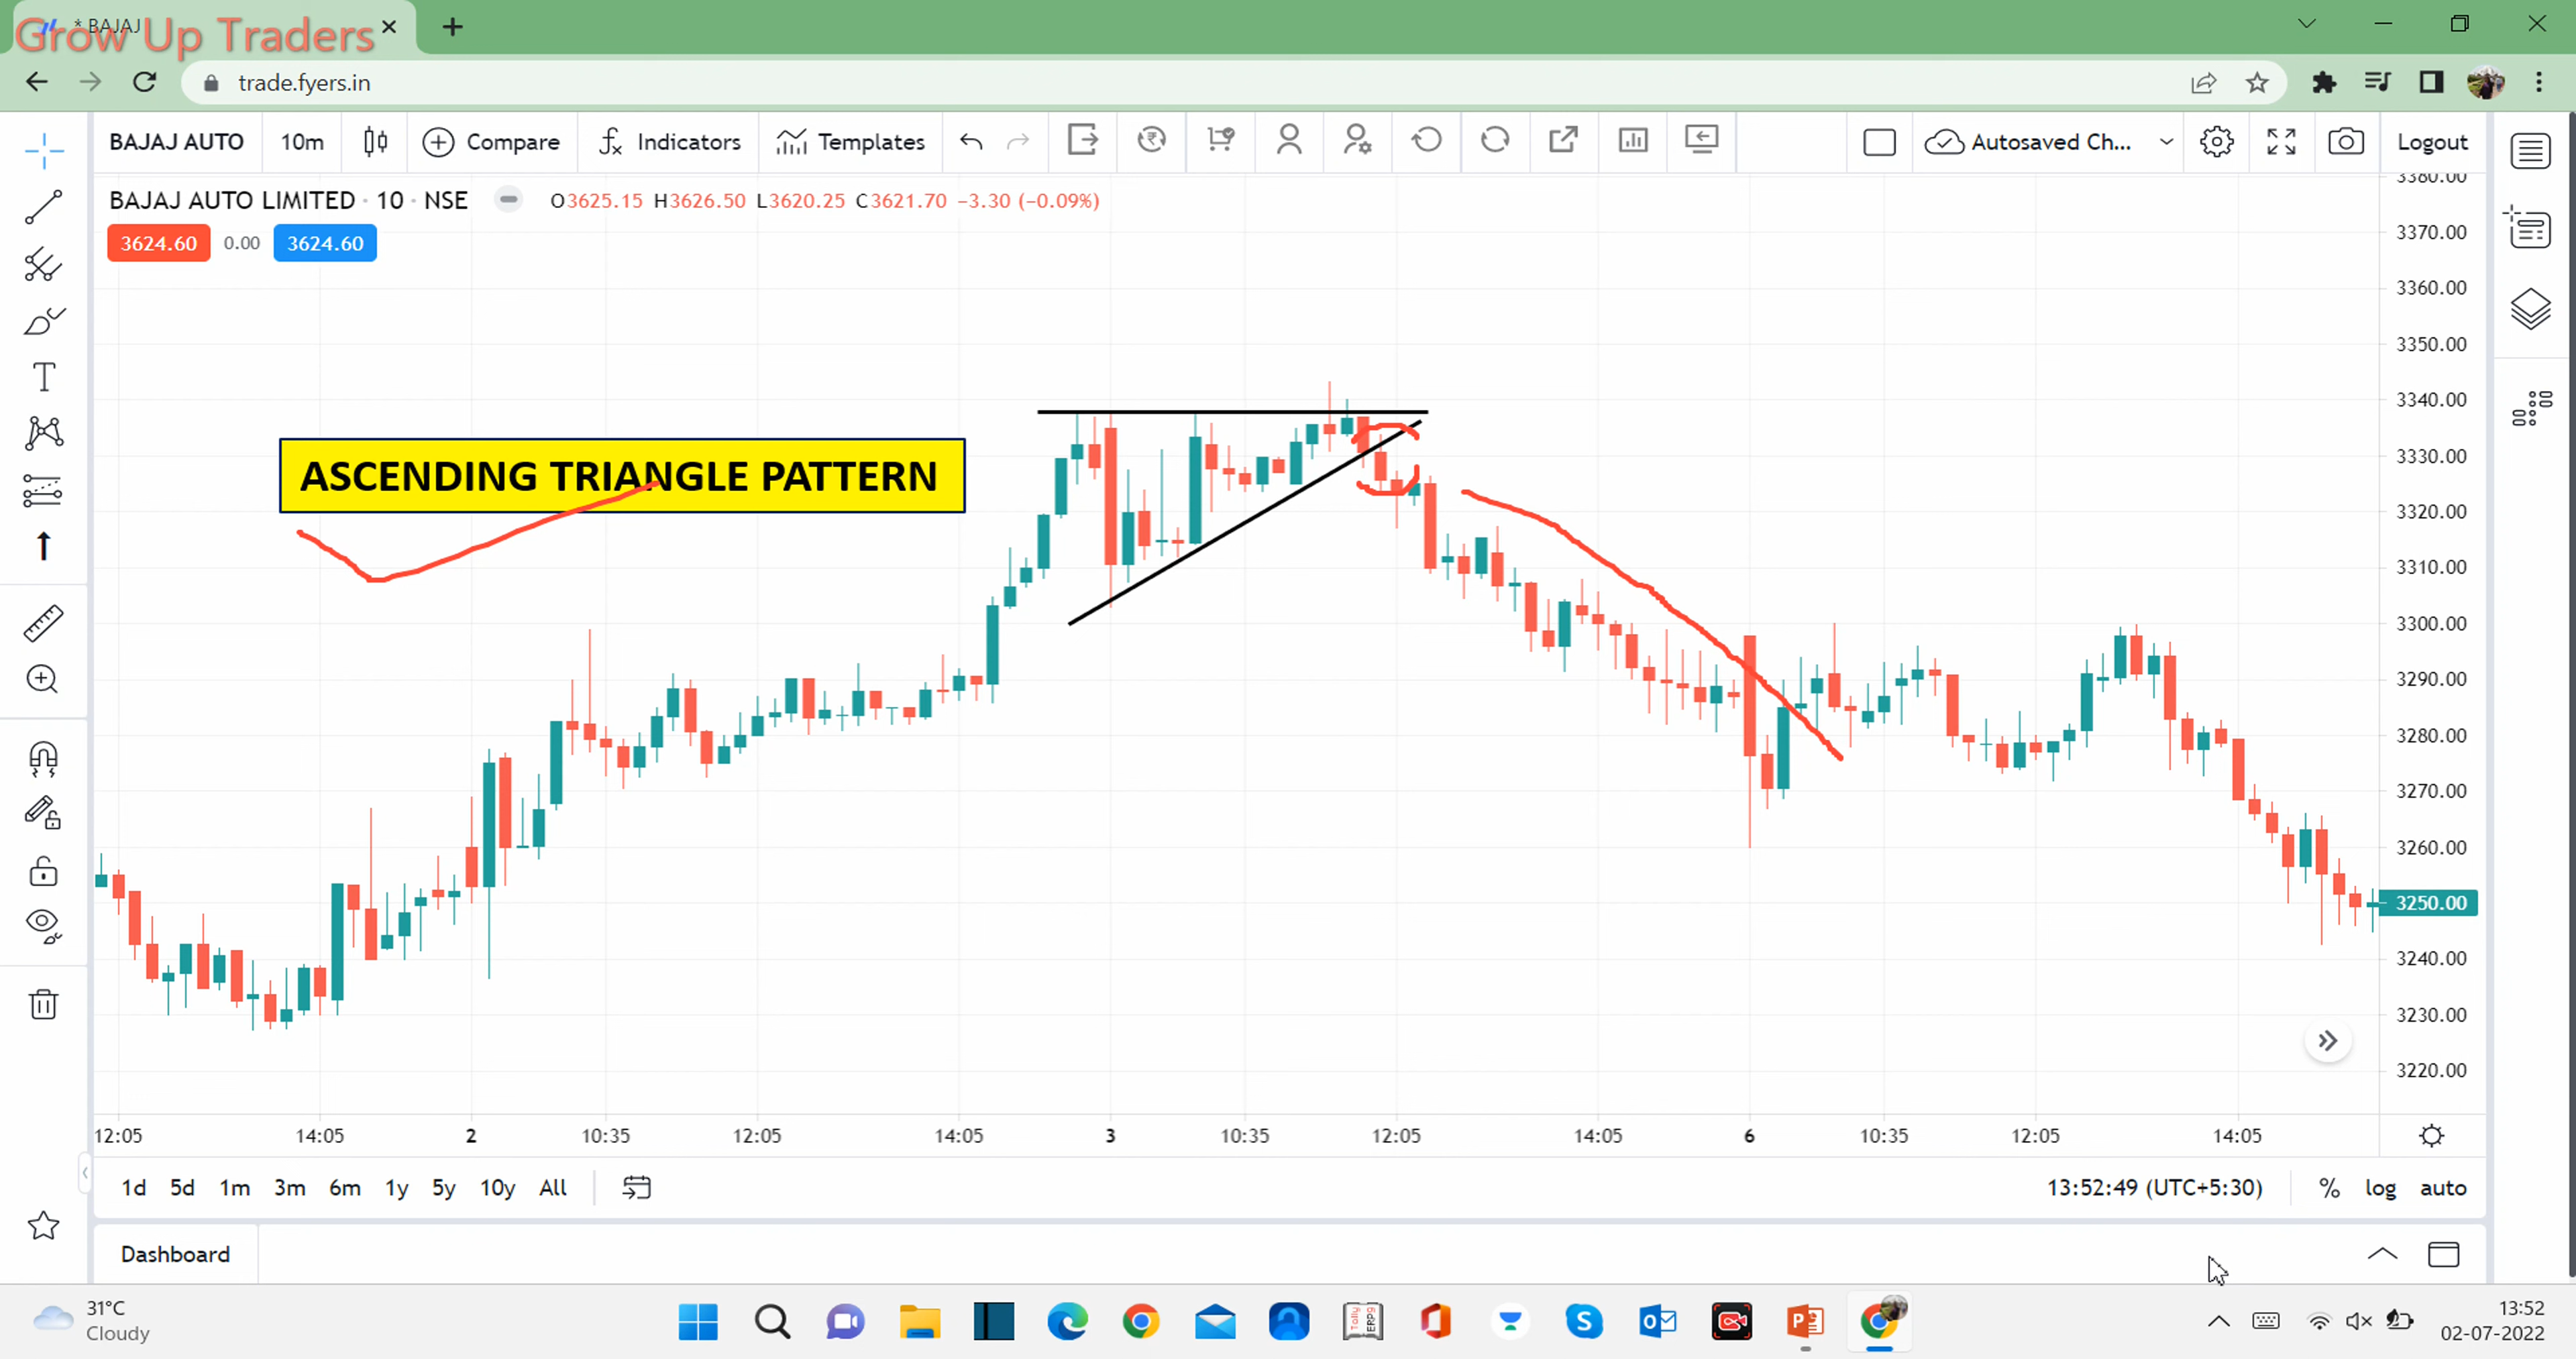 Grow Up Traders
* BAJAJ
trade.fyers.in
BAJAJ AUTO 10m Compare Indicators Templates Autosaved Ch... Logout
BAJAJ AUTO LIMITED · 10 · NSE O3625.15 H3626.50 L3620.25 C3621.70 −3.30 (−0.09%)
3624.60 0.00 3624.60
ASCENDING TRIANGLE PATTERN
3380.00
3370.00
3360.00
3350.00
3340.00
3330.00
3320.00
3310.00
3300.00
3290.00
3280.00
3270.00
3260.00
3250.00
3240.00
3230.00
3220.00
12:05 14:05 2 10:35 12:05 14:05 3 10:35 12:05 14:05 6 10:35 12:05 14:05
1d 5d 1m 3m 6m 1y 5y 10y All 13:52:49 (UTC+5:30) % log auto
Dashboard
31°C
Cloudy
13:52
02-07-2022